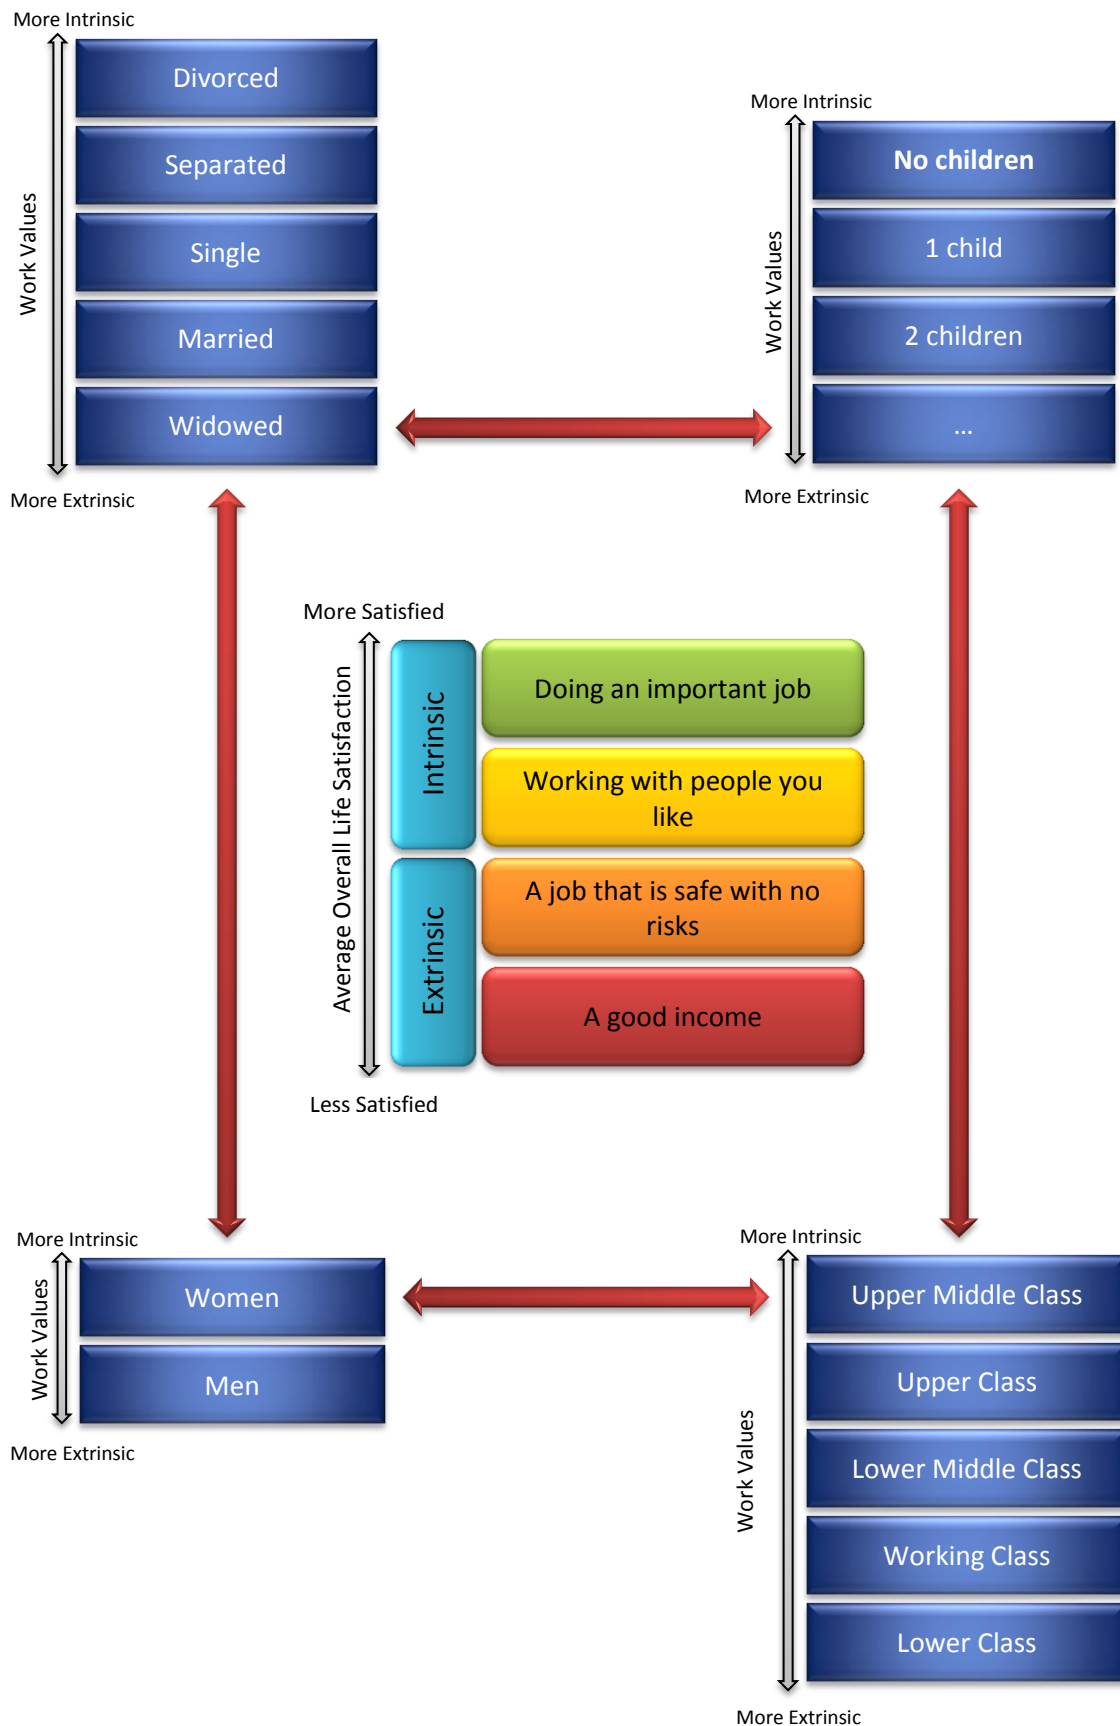 More Intrinsic
Work Values
Divorced
Separated
Single
Married
Widowed
More Extrinsic
More Intrinsic
Work Values
No children
1 child
2 children
...
More Extrinsic
More Satisfied
Average Overall Life Satisfaction
Intrinsic
Doing an important job
Working with people you
like
Extrinsic
A job that is safe with no
risks
A good income
Less Satisfied
More Intrinsic
Work Values
Women
Men
More Extrinsic
More Intrinsic
Work Values
Upper Middle Class
Upper Class
Lower Middle Class
Working Class
Lower Class
More Extrinsic